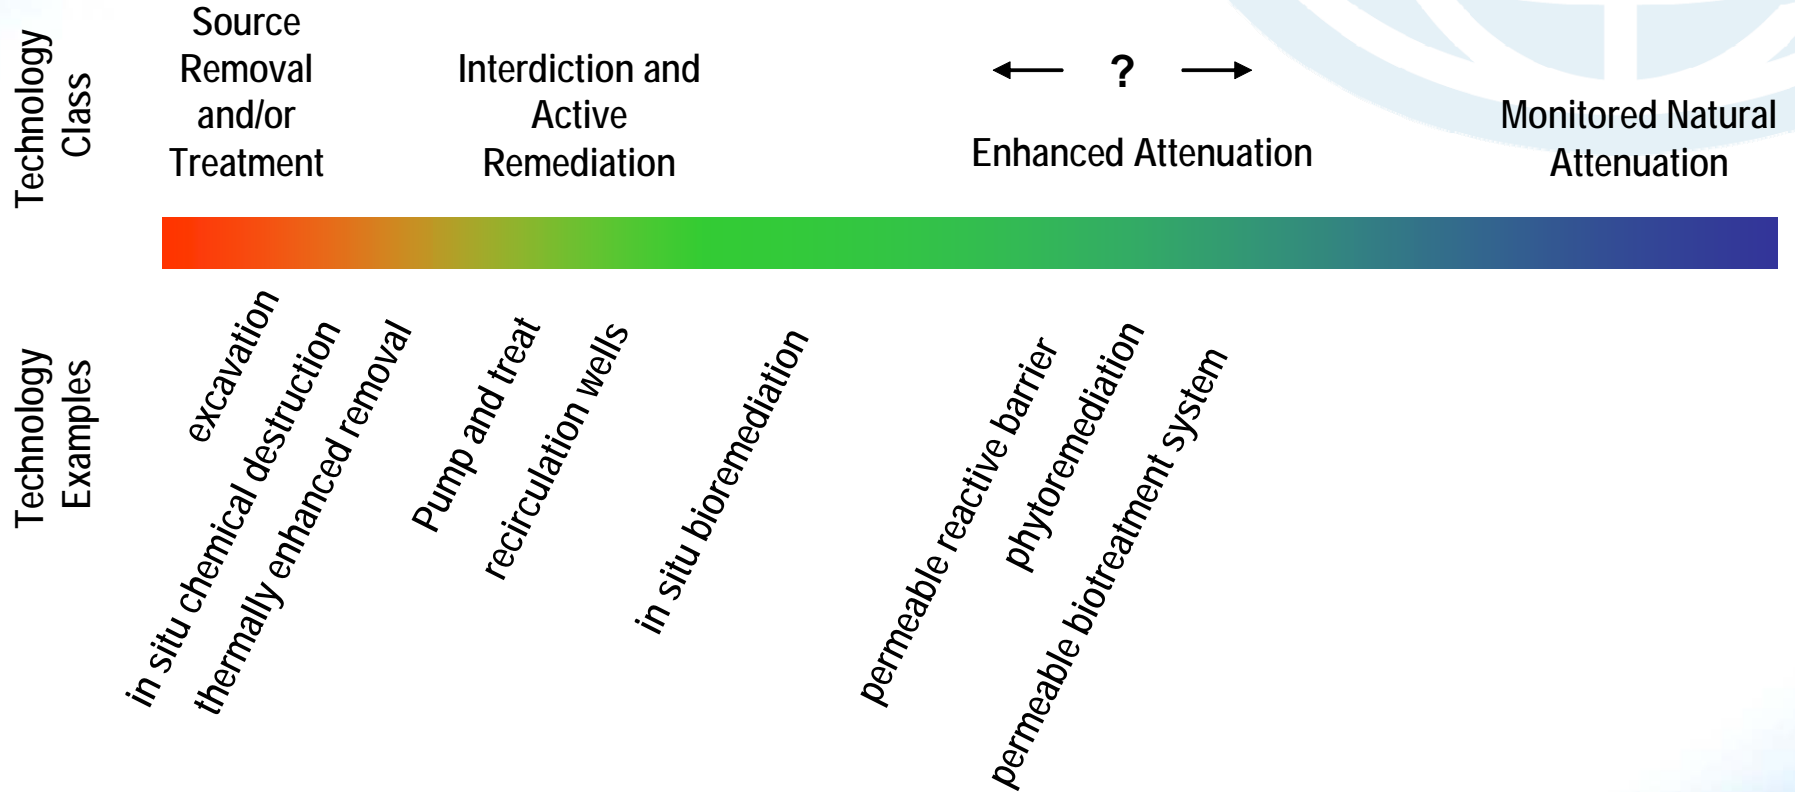 Technology
Class
Source
Removal
and/or
Treatment
Interdiction and
Active
Remediation
?
Enhanced Attenuation
Monitored Natural
Attenuation
Technology
Examples
excavation
in situ chemical destruction
thermally enhanced removal
Pump and treat
recirculation wells
in situ bioremediation
permeable reactive barrier
phytoremediation
permeable biotreatment system